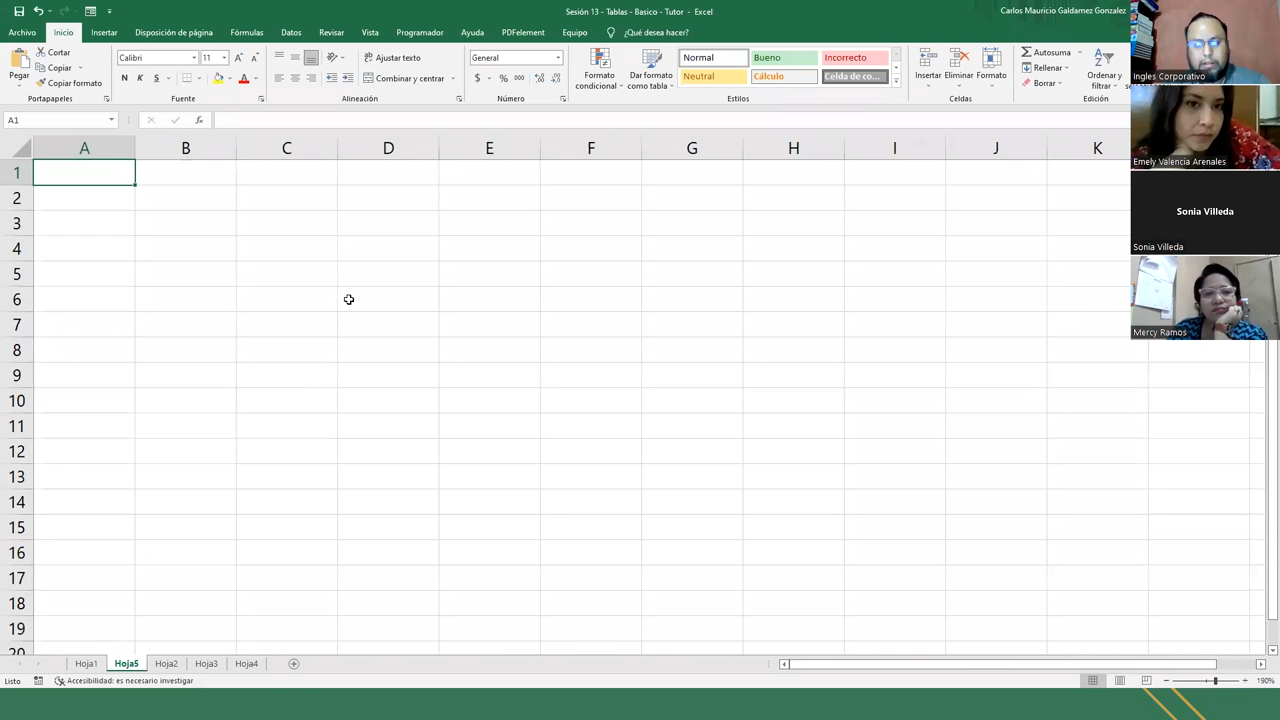 Sesión 13 - Tablas - Basico - Tutor - Excel
Carlos Mauricio Galdamez Gonzalez
Archivo Inicio Insertar Disposición de página Fórmulas Datos Revisar Vista Programador Ayuda PDFelement Equipo ¿Qué desea hacer?
Pegar
Cortar
Copiar
Copiar formato
Portapapeles
Calibri 11
N K S
Fuente
Ajustar texto
Combinar y centrar
Alineación
General
$ % 000
Número
Formato condicional
Dar formato como tabla
Normal Bueno Incorrecto
Neutral Cálculo Celda de co...
Estilos
Insertar Eliminar Formato
Celdas
Autosuma
Rellenar
Borrar
Ordenar y filtrar
Edición
A1
fx
A B C D E F G H I J K
1
2
3
4
5
6
7
8
9
10
11
12
13
14
15
16
17
18
19
20
Hoja1 Hoja5 Hoja2 Hoja3 Hoja4
Listo
Accesibilidad: es necesario investigar
190%
Ingles Corporativo
Emely Valencia Arenales
Sonia Villeda
Sonia Villeda
Mercy Ramos